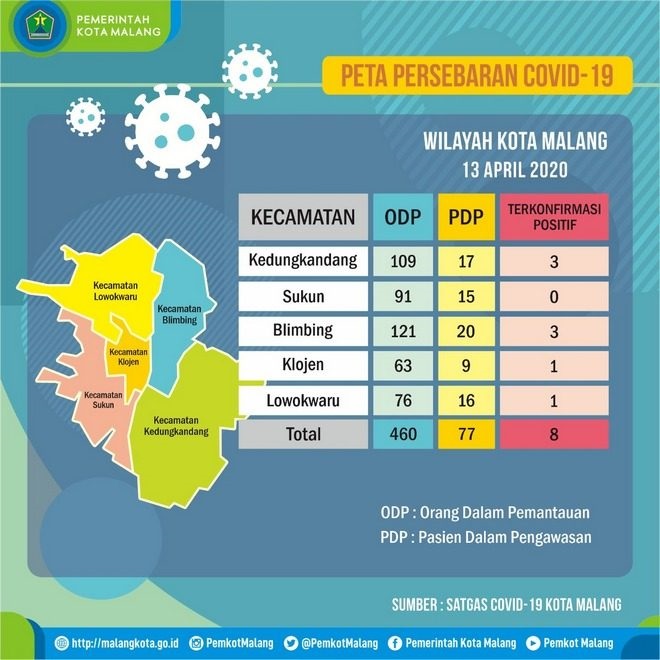 PEMERINTAH
KOTA MALANG
PETA PERSEBARAN COVID-19
WILAYAH KOTA MALANG
13 APRIL 2020
KECAMATAN ODP PDP TERKONFIRMASI POSITIF
Kedungkandang 109 17 3
Sukun 91 15 0
Blimbing 121 20 3
Klojen 63 9 1
Lowokwaru 76 16 1
Total 460 77 8
Kecamatan
Lowokwaru
Kecamatan
Blimbing
Kecamatan
Klojen
Kecamatan
Sukun
Kecamatan
Kedungkandang
ODP : Orang Dalam Pemantauan
PDP : Pasien Dalam Pengawasan
SUMBER : SATGAS COVID-19 KOTA MALANG
http://malangkota.go.id PemkotMalang @PemkotMalang Pemerintah Kota Malang Pemkot Malang